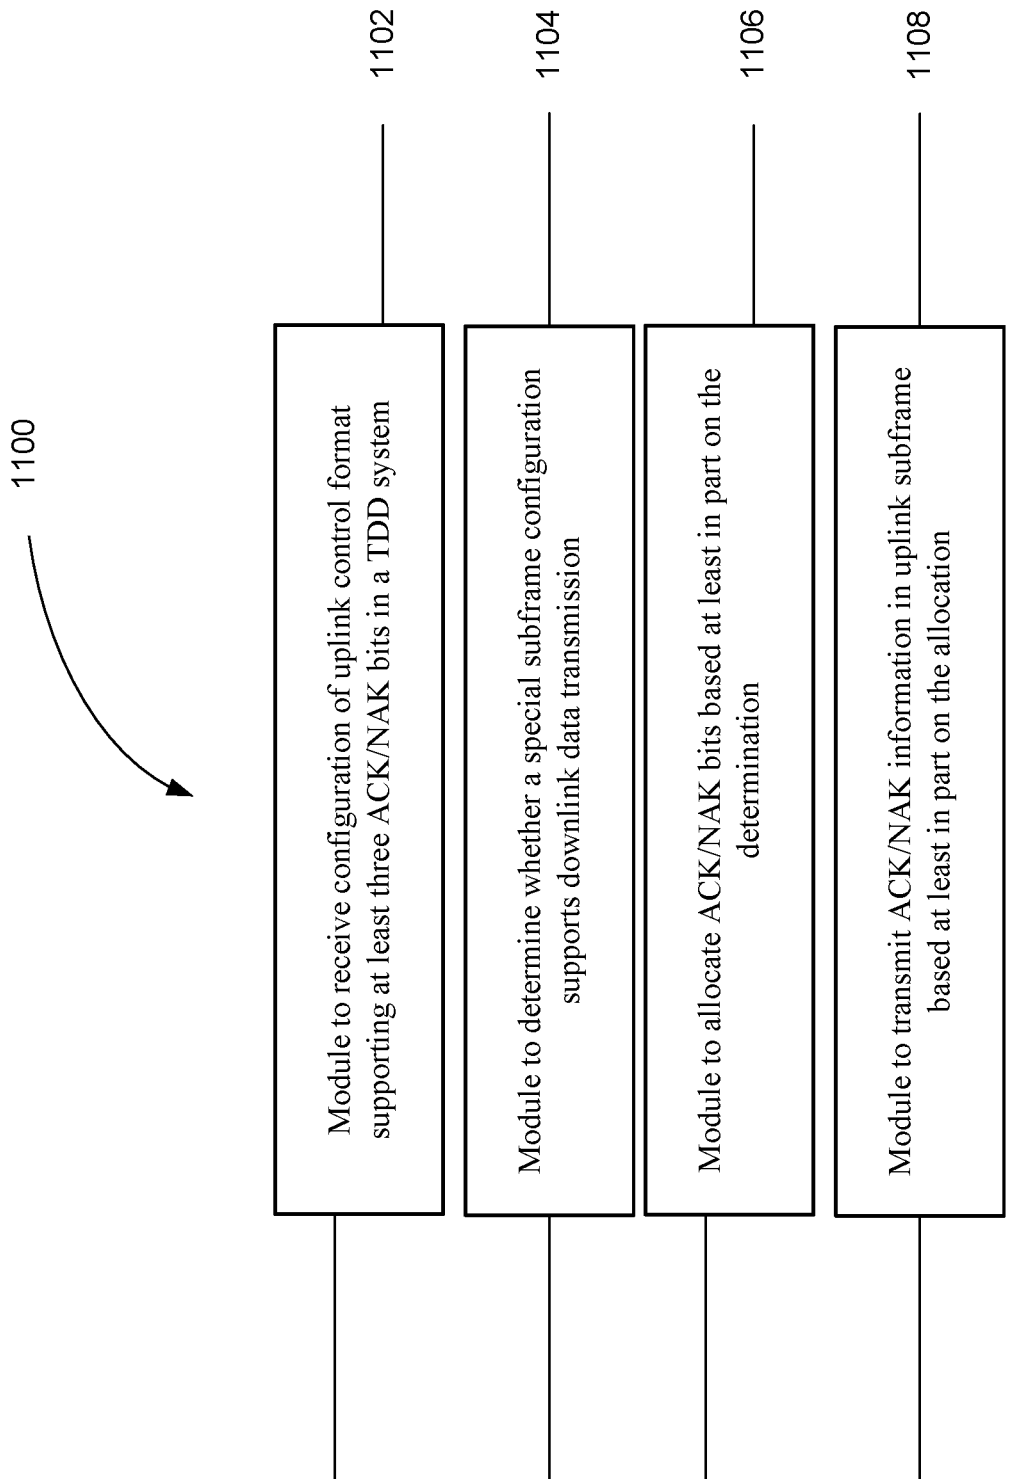 1100
Module to receive configuration of uplink control format
supporting at least three ACK/NAK bits in a TDD system
1102
Module to determine whether a special subframe configuration
supports downlink data transmission
1104
Module to allocate ACK/NAK bits based at least in part on the
determination
1106
Module to transmit ACK/NAK information in uplink subframe
based at least in part on the allocation
1108